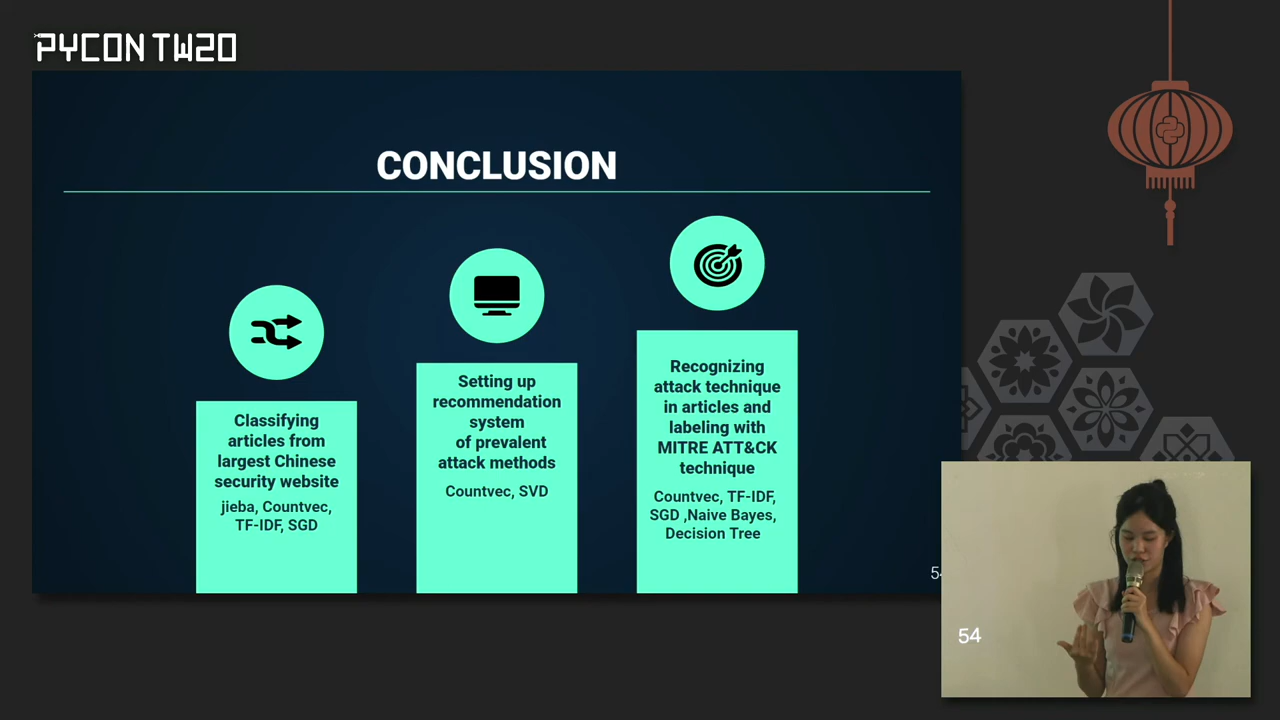 PYCON TW20
CONCLUSION
Classifying
articles from
largest Chinese
security website
jieba, Countvec,
TF-IDF, SGD
Setting up
recommendation
system
of prevalent
attack methods
Countvec, SVD
Recognizing
attack technique
in articles and
labeling with
MITRE ATT&CK
technique
Countvec, TF-IDF,
SGD ,Naive Bayes,
Decision Tree
54